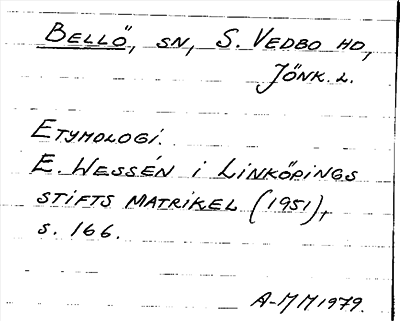 BELLÖ, SN, S. VEDBO HD,
JÖNK. L.
ETYMOLOGI.
E. WESSÉN I LINKÖPINGS
STIFTS MATRIKEL (1951),
S. 166.
A-M M 1979.